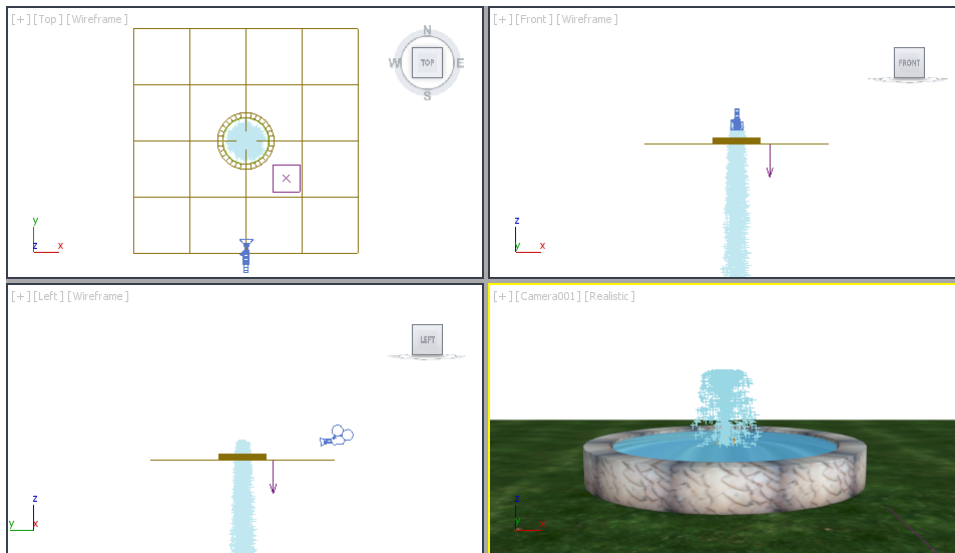 [+] [Top] [Wireframe]
N
W
TOP
E
S
y
z
x
[+] [Front] [Wireframe]
FRONT
z
y
x
[+] [Left] [Wireframe]
LEFT
z
y
x
[+] [Camera001] [Realistic]
z
y